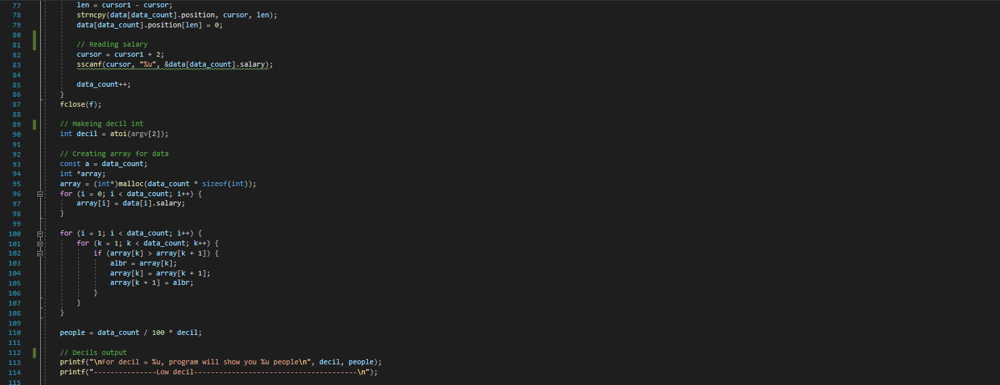 77 len = cursor1 - cursor;
78 strncpy(data[data_count].position, cursor, len);
79 data[data_count].position[len] = 0;
80
81 // Reading salary
82 cursor = cursor1 + 2;
83 sscanf(cursor, "%u", &data[data_count].salary);
84
85 data_count++;
86 }
87 fclose(f);
88
89 // Makeing decil int
90 int decil = atoi(argv[2]);
91
92 // Creating array for data
93 const a = data_count;
94 int *array;
95 array = (int*)malloc(data_count * sizeof(int));
96 for (i = 0; i < data_count; i++) {
97 array[i] = data[i].salary;
98 }
99
100 for (i = 1; i < data_count; i++) {
101 for (k = 1; k < data_count; k++) {
102 if (array[k] > array[k + 1]) {
103 albr = array[k];
104 array[k] = array[k + 1];
105 array[k + 1] = albr;
106 }
107 }
108 }
109
110 people = data_count / 100 * decil;
111
112 // Decils output
113 printf("\nFor decil = %u, program will show you %u people\n", decil, people);
114 printf("---------------Low decil---------------------------------------\n");
115